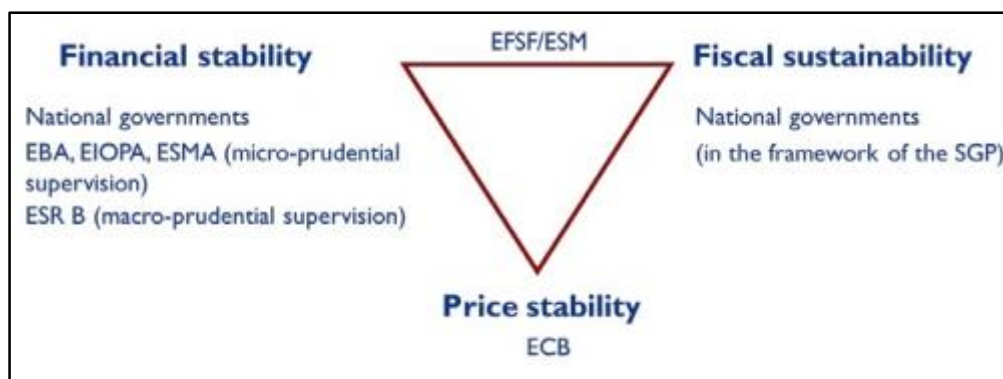 EFSF/ESM
Financial stability
National governments
EBA, EIOPA, ESMA (micro-prudential
supervision)
ESR B (macro-prudential supervision)
Fiscal sustainability
National governments
(in the framework of the SGP)
Price stability
ECB